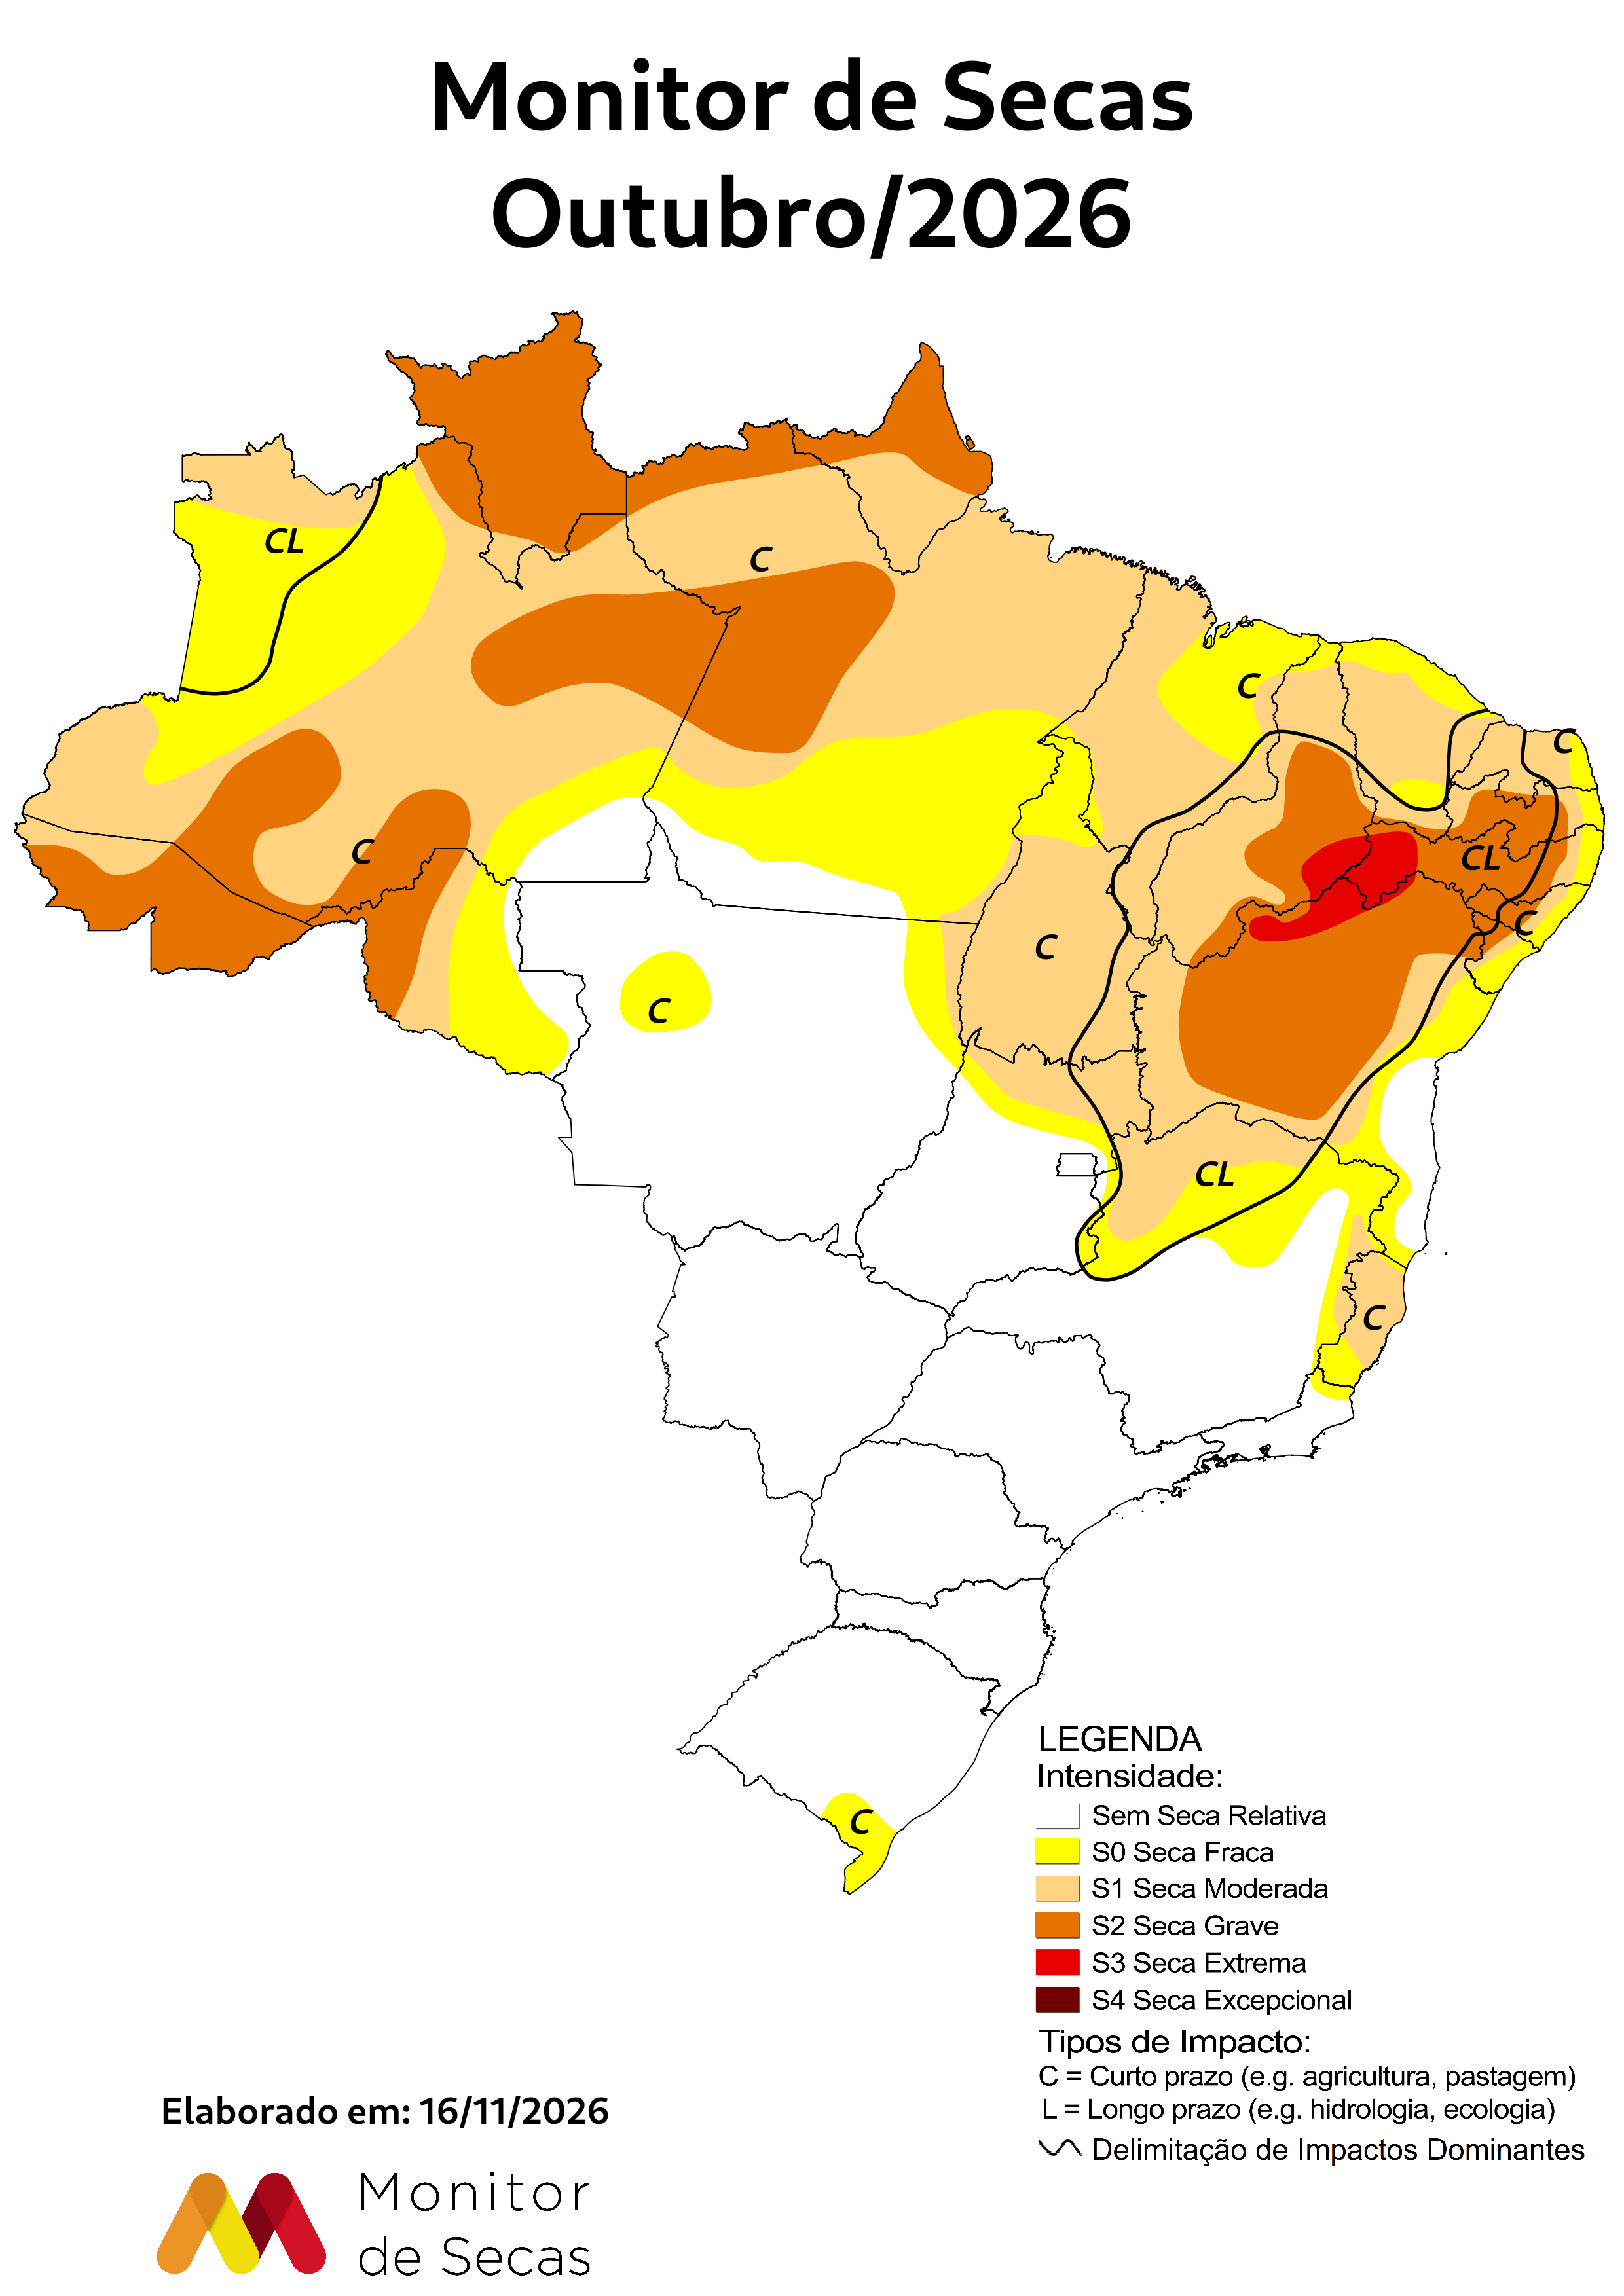 Monitor de Secas
Outubro/2026
CL
C
C
C
C
CL
C
C
C
C
CL
C
C
LEGENDA
Intensidade:
Sem Seca Relativa
S0 Seca Fraca
S1 Seca Moderada
S2 Seca Grave
S3 Seca Extrema
S4 Seca Excepcional
Tipos de Impacto:
C = Curto prazo (e.g. agricultura, pastagem)
L = Longo prazo (e.g. hidrologia, ecologia)
Delimitação de Impactos Dominantes
Elaborado em: 16/11/2026
Monitor
de Secas